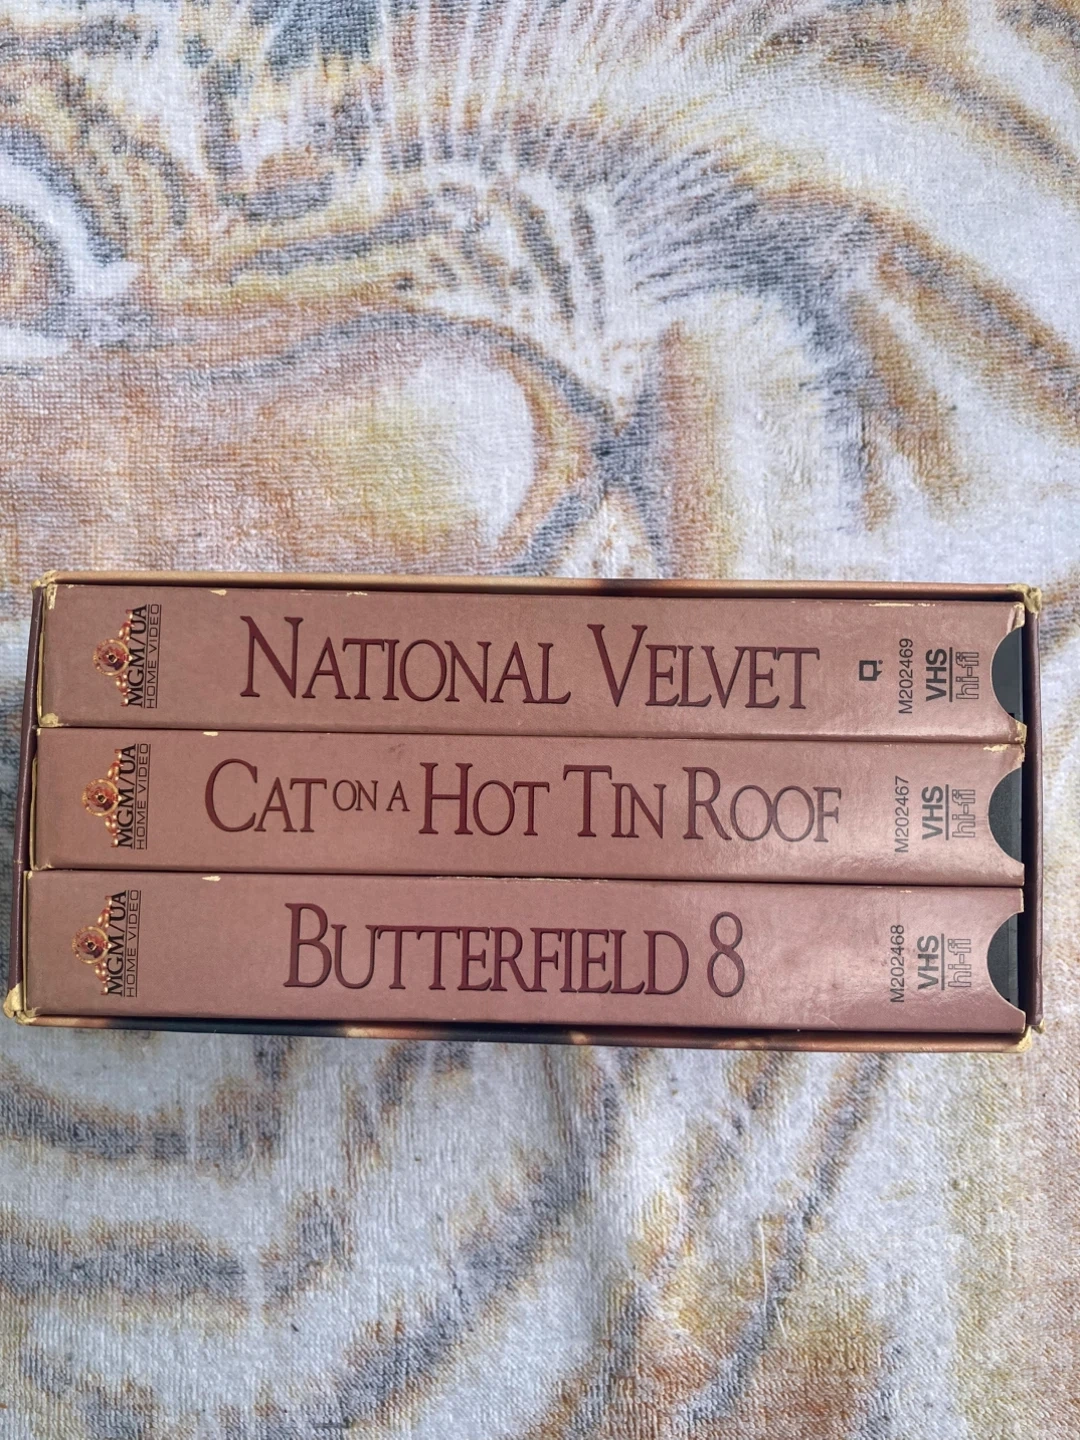 MGM/UA
HOME VIDEO
NATIONAL VELVET
M202469
VHS
hi-fi
MGM/UA
HOME VIDEO
CAT ON A HOT TIN ROOF
M202467
VHS
hi-fi
MGM/UA
HOME VIDEO
BUTTERFIELD 8
M202468
VHS
hi-fi